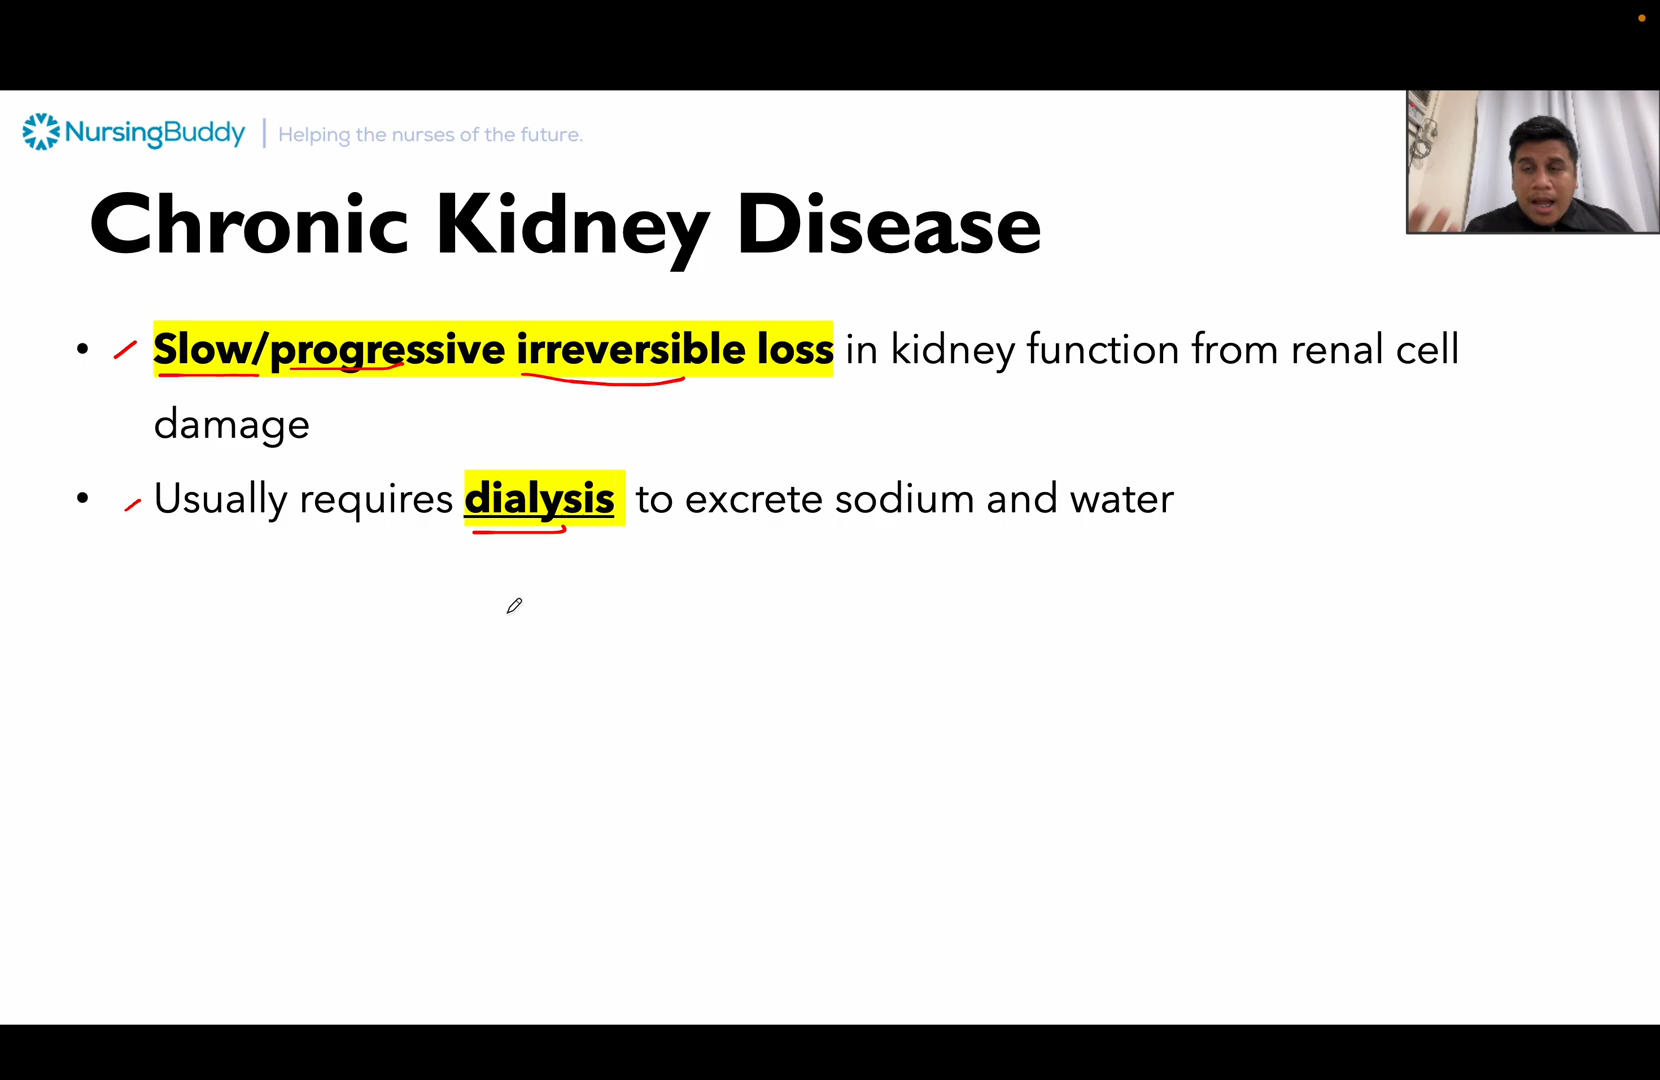 NursingBuddy | Helping the nurses of the future.
Chronic Kidney Disease
• Slow/progressive irreversible loss in kidney function from renal cell
damage
• Usually requires dialysis to excrete sodium and water